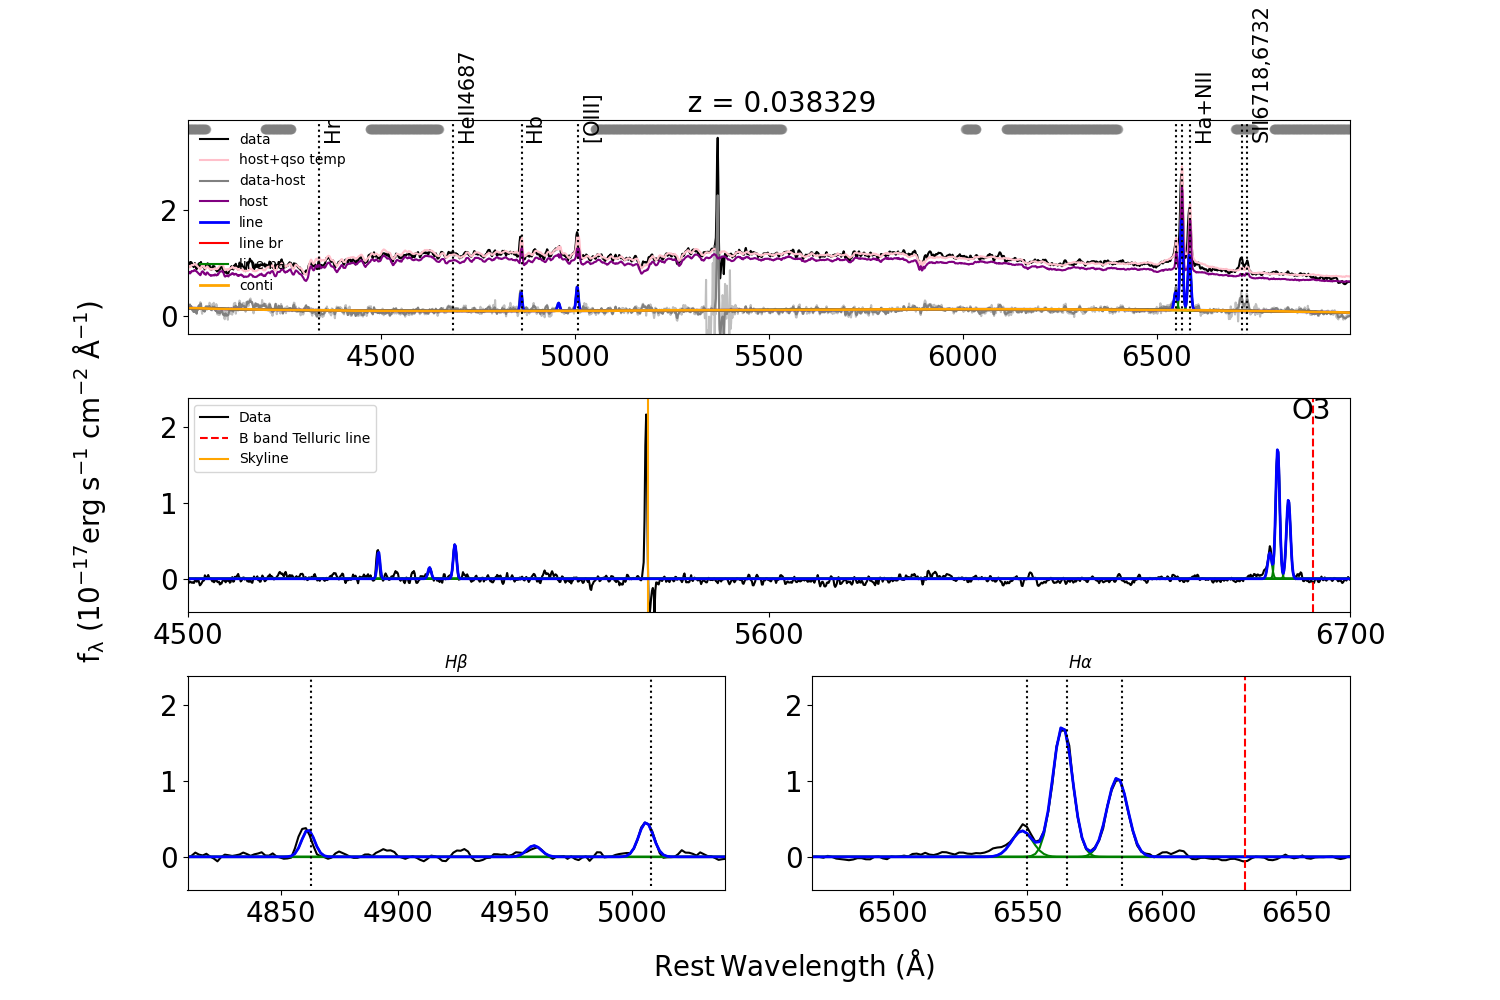 z = 0.038329
Hr
HeII4687
Hb
[OIII]
Ha+NII
SII6718,6732
data
host+qso temp
data-host
host
line
line br
conti
2
0
4500
5000
5500
6000
6500
Data
B band Telluric line
Skyline
O3
2
1
0
4500
5600
6700
fλ (10−17erg s−1 cm−2 Å−1)
Hβ
2
1
0
4850
4900
4950
5000
Hα
2
1
0
6500
6550
6600
6650
Rest Wavelength (Å)